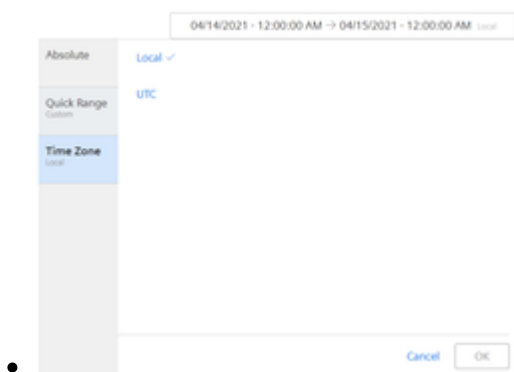 04/14/2021 - 12:00:00 AM → 04/15/2021 - 12:00:00 AM Local
Absolute
Local ✓
UTC
Quick Range
Custom
Time Zone
Local
Cancel
OK